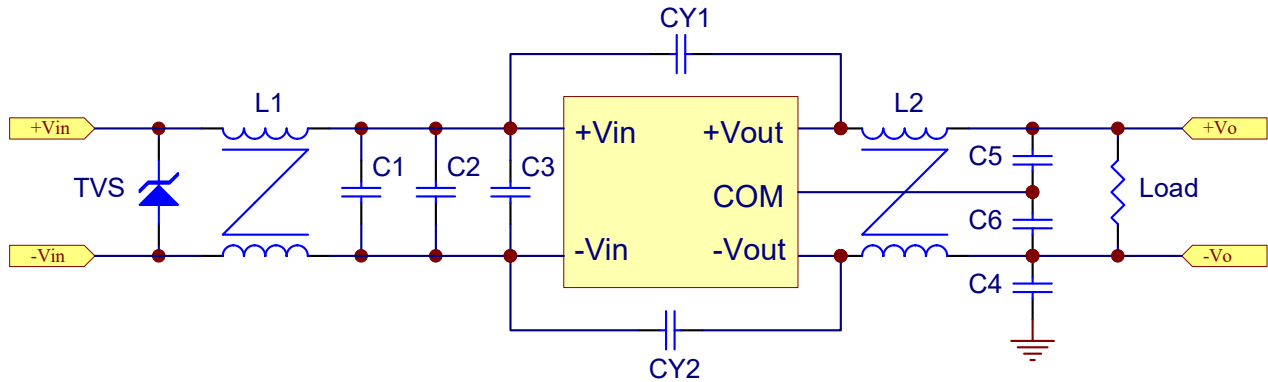 CY1
L1
L2
+Vin
+Vin
+Vout
+Vo
TVS
C1
C2
C3
COM
C5
C6
Load
-Vin
-Vin
-Vout
-Vo
C4
CY2